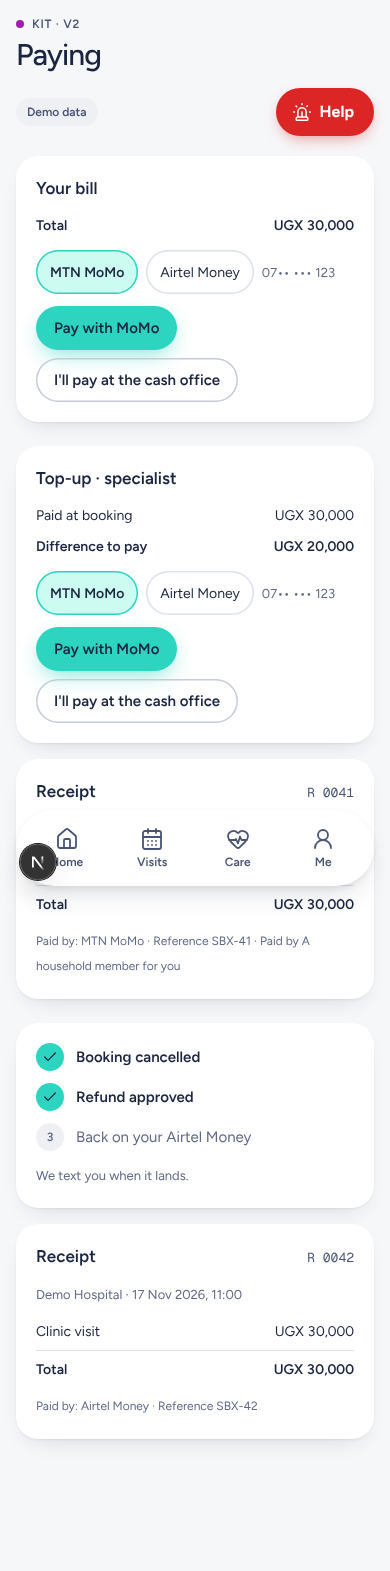 KIT · V2
Paying
Demo data
Help
Your bill
Total UGX 30,000
MTN MoMo Airtel Money 07•• ••• 123
Pay with MoMo
I'll pay at the cash office
Top-up · specialist
Paid at booking UGX 30,000
Difference to pay UGX 20,000
MTN MoMo Airtel Money 07•• ••• 123
Pay with MoMo
I'll pay at the cash office
Receipt R 0041
N
Visits Care Me
Total UGX 30,000
Paid by: MTN MoMo · Reference SBX-41 · Paid by A
household member for you
Booking cancelled
Refund approved
3 Back on your Airtel Money
We text you when it lands.
Receipt R 0042
Demo Hospital · 17 Nov 2026, 11:00
Clinic visit UGX 30,000
Total UGX 30,000
Paid by: Airtel Money · Reference SBX-42